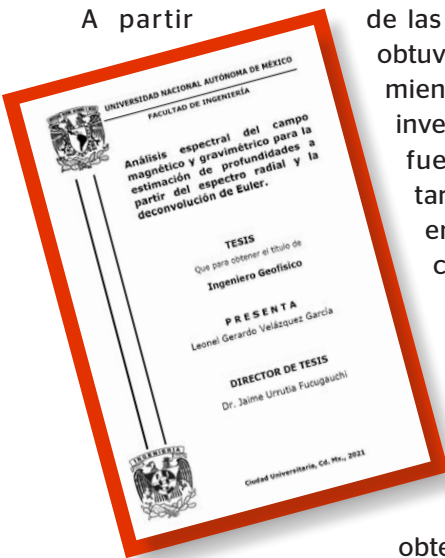 A partir de las
obtuv
mien
inve
fue
tar
en
c
UNIVERSIDAD NACIONAL AUTÓNOMA DE MÉXICO
FACULTAD DE INGENIERÍA
Análisis espectral del campo
magnético y gravimétrico para la
estimación de profundidades a
partir del espectro radial y la
deconvolución de Euler.
TESIS
Que para obtener el título de
Ingeniero Geofísico
PRESENTA
Leonel Gerardo Velázquez García
DIRECTOR DE TESIS
Dr. Jaime Urrutia Fucugauchi
INGENIERIA
Ciudad Universitaria, Cd. Mx., 2021
obte